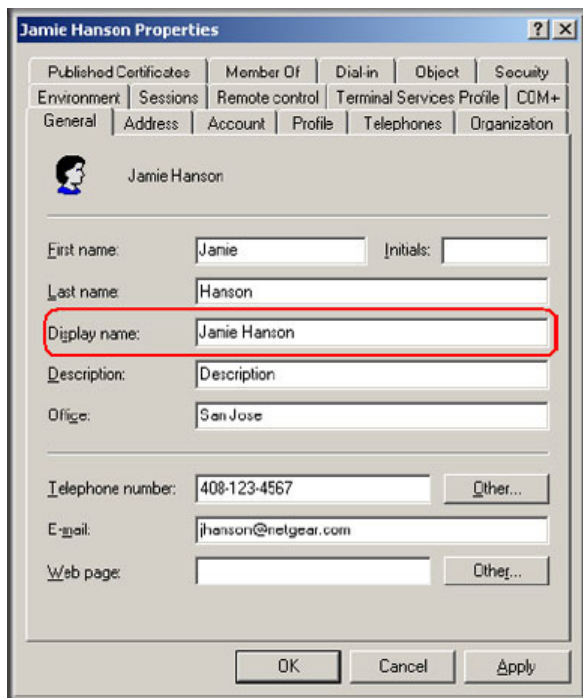 Jamie Hanson Properties
Published Certificates Member Of Dial-in Object Security
Environment Sessions Remote control Terminal Services Profile COM+
General Address Account Profile Telephones Organization
Jamie Hanson
First name: Jamie Initials:
Last name: Hanson
Display name: Jamie Hanson
Description: Description
Office: San Jose
Telephone number: 408-123-4567 Other...
E-mail: jhanson@netgear.com
Web page: Other...
OK Cancel Apply